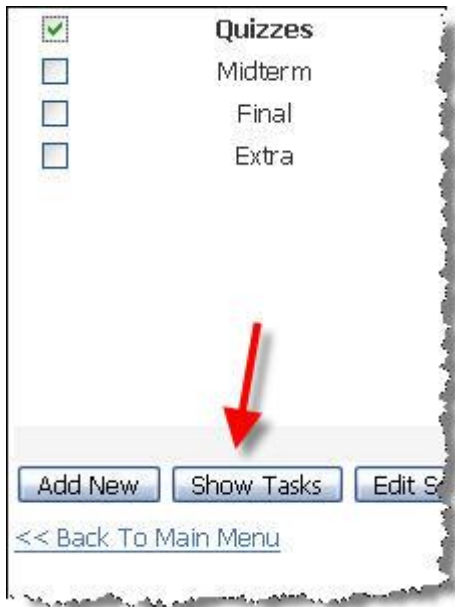 Quizzes
Midterm
Final
Extra
Add New Show Tasks Edit
<< Back To Main Menu